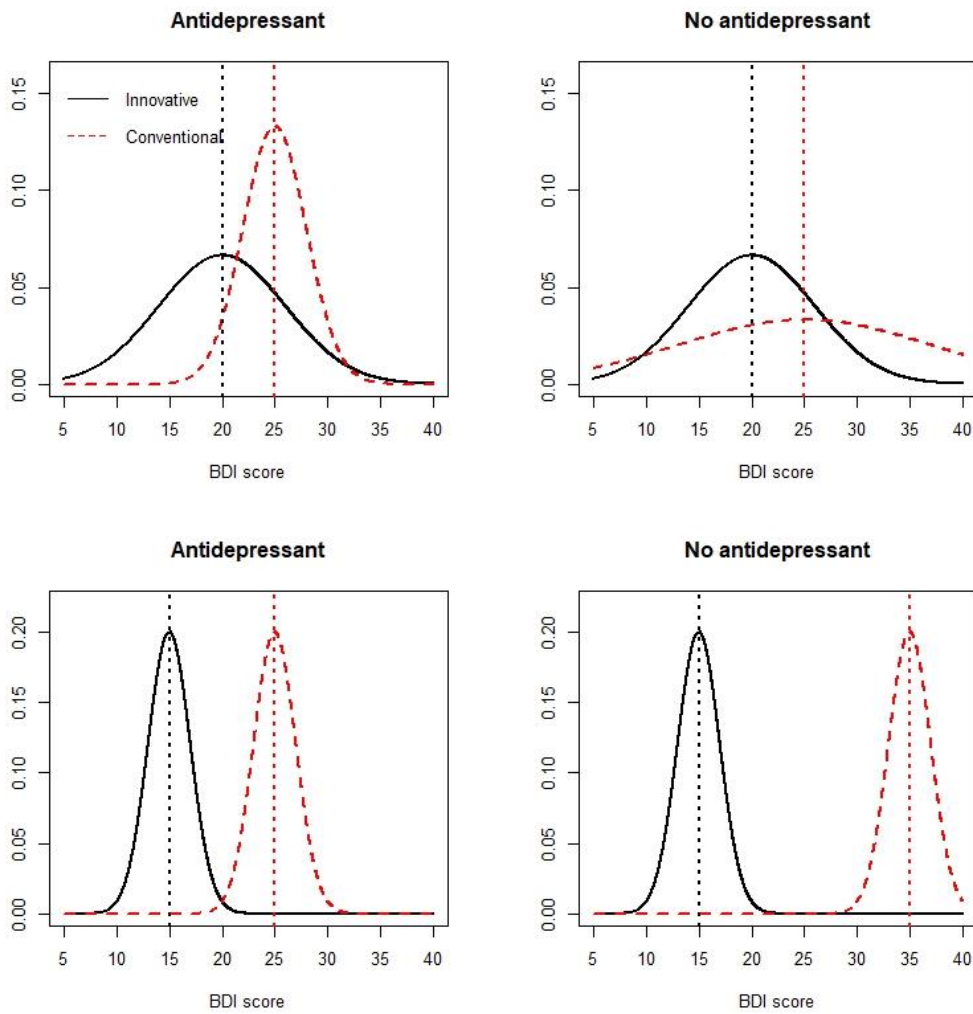 Antidepressant
0.15
0.10
0.05
0.00
Innovative
Conventional
5 10 15 20 25 30 35 40
BDI score
No antidepressant
0.15
0.10
0.05
0.00
5 10 15 20 25 30 35 40
BDI score
Antidepressant
0.20
0.15
0.10
0.05
0.00
5 10 15 20 25 30 35 40
BDI score
No antidepressant
0.20
0.15
0.10
0.05
0.00
5 10 15 20 25 30 35 40
BDI score